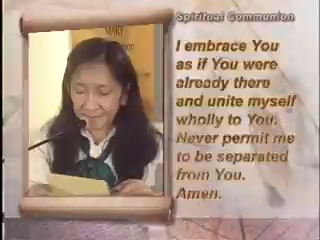 Spiritual Communion
MARY
I embrace You
as if You were
already there
and unite myself
wholly to You.
Never permit me
to be separated
from You.
Amen.